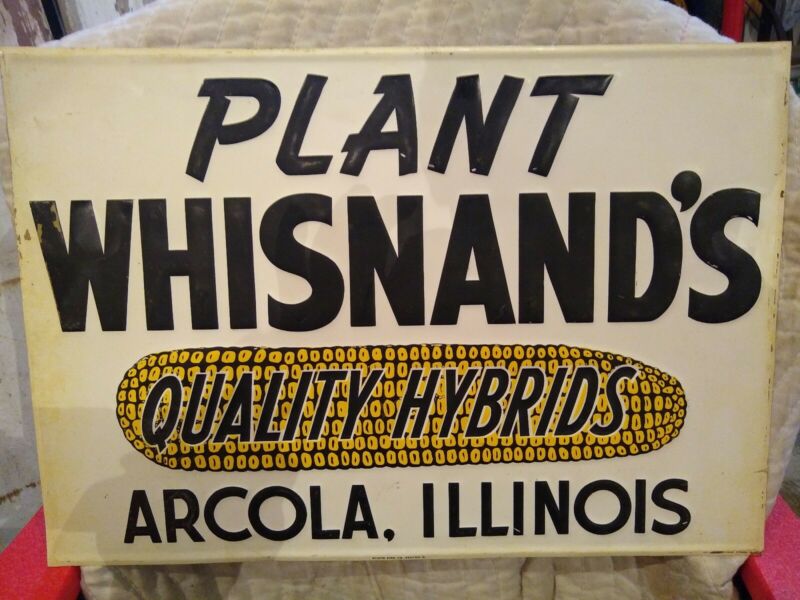 PLANT
WHISNAND'S
QUALITY HYBRIDS
ARCOLA, ILLINOIS